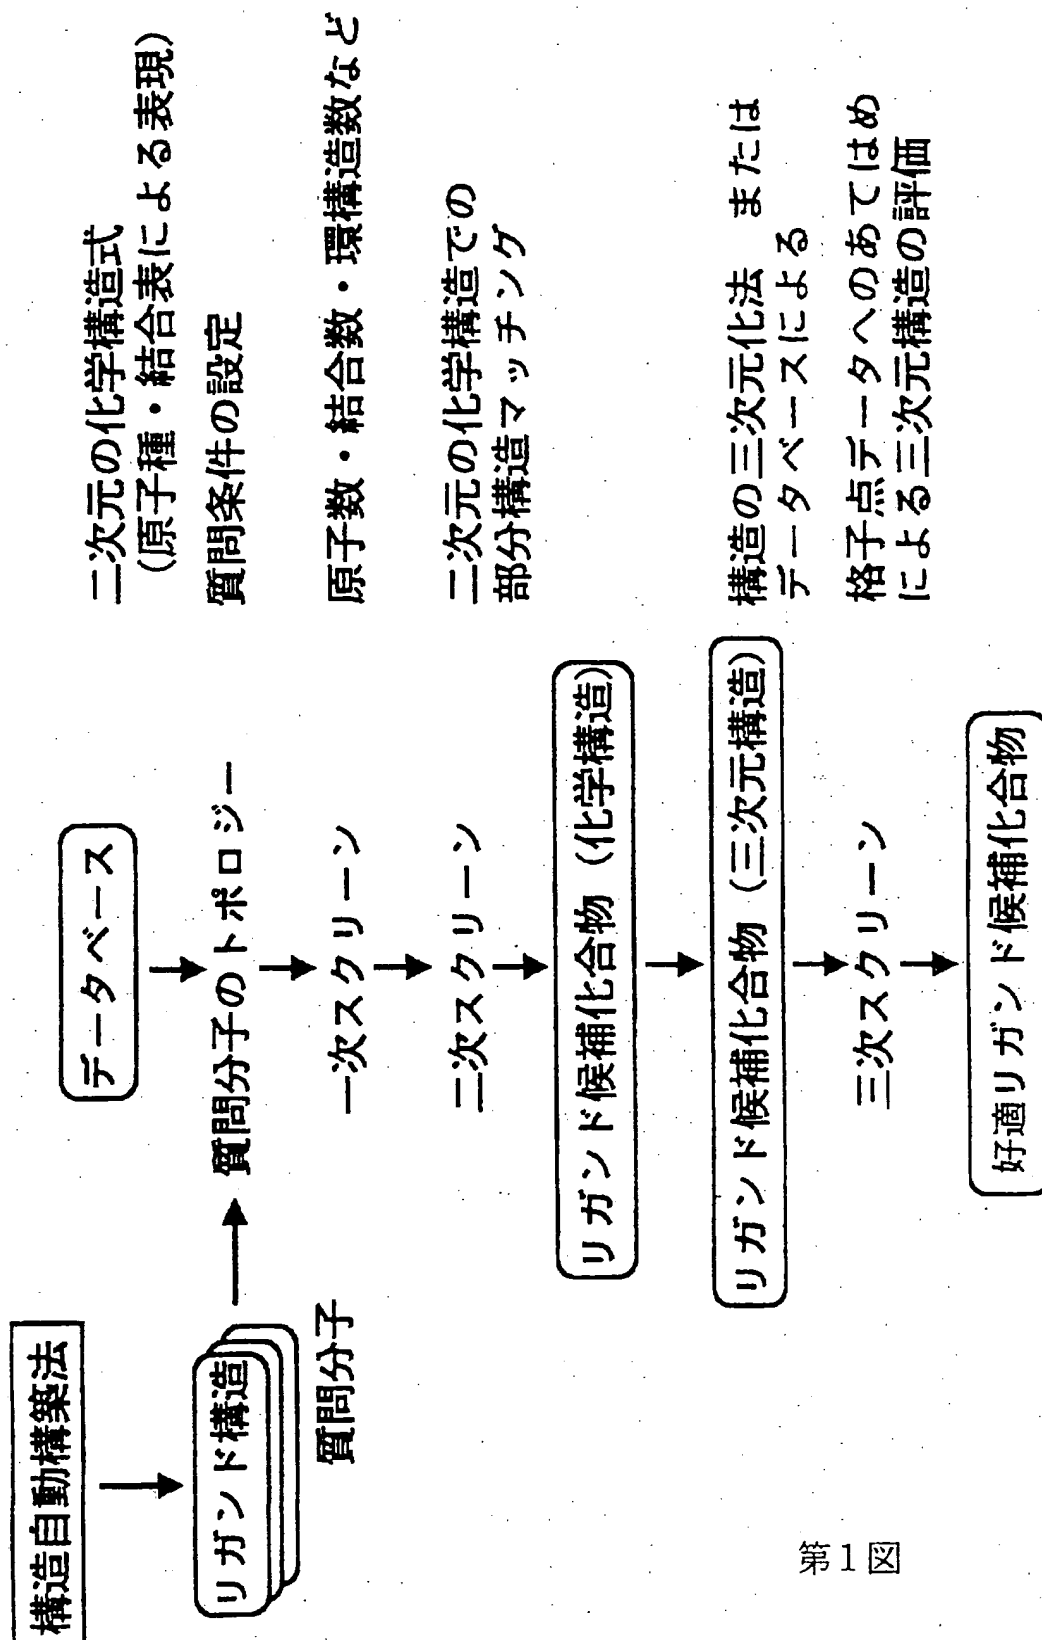 構造自動構築法
リガンド構造
質問分子
データベース
質問分子のトポロジー
一次スクリーン
二次スクリーン
リガンド候補化合物(化学構造)
リガンド候補化合物(三次元構造)
三次スクリーン
好適リガンド候補化合物
二次元の化学構造式
(原子種・結合表による表現)
質問条件の設定
原子数・結合数・環構造数など
二次元の化学構造での
部分構造マッチング
構造の三次元化法 または
データベースによる
格子点データへのあてはめ
による三次元構造の評価
第1図